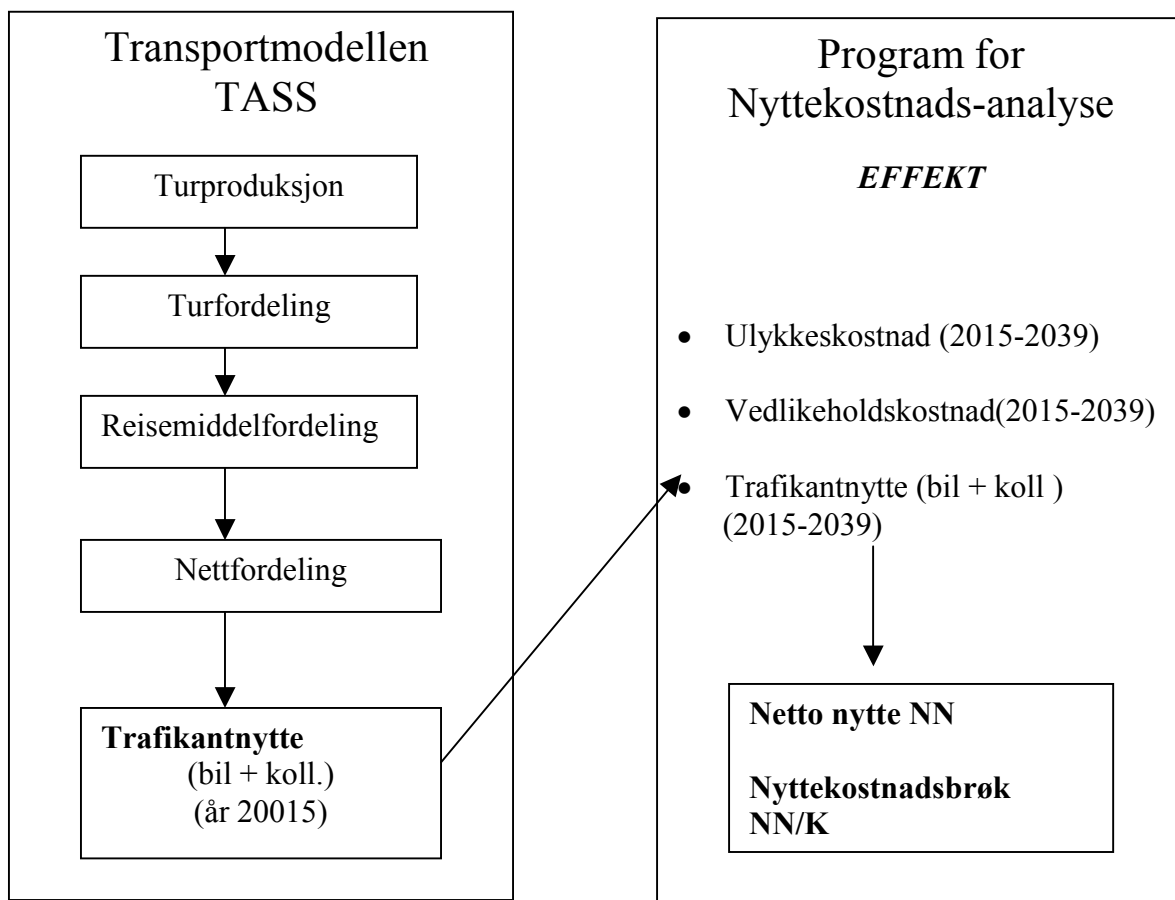 Transportmodellen
TASS
Turproduksjon
Turfordeling
Reisemiddelfordeling
Nettfordeling
Trafikantnytte
(bil + koll.)
(år 20015)
Program for
Nyttekostnads-analyse
EFFEKT
• Ulykkeskostnad (2015-2039)
• Vedlikeholdskostnad(2015-2039)
• Trafikantnytte (bil + koll )
(2015-2039)
Netto nytte NN
Nyttekostnadsbrøk
NN/K